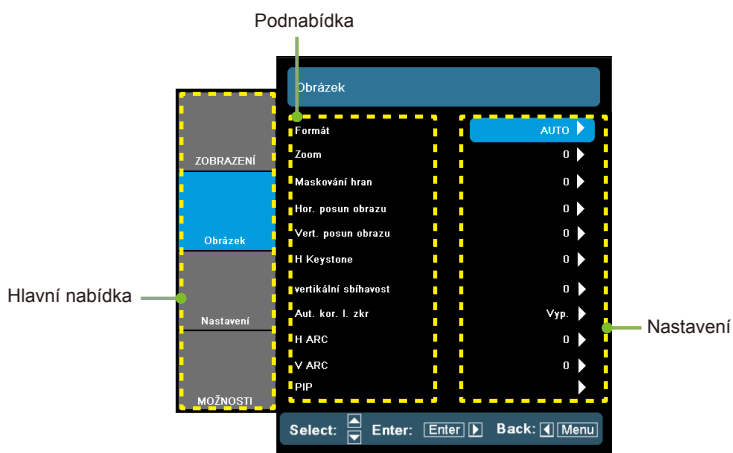 Podnabídka
Obrázek
Formát AUTO
Zoom 0
Maskování hran 0
Hor. posun obrazu 0
Vert. posun obrazu 0
H Keystone 0
vertikální sbíhavost 0
Aut. kor. l. zkr Vyp.
H ARC 0
V ARC 0
PIP
ZOBRAZENÍ
Obrázek
Nastavení
MOŽNOSTI
Hlavní nabídka
Nastavení
Select: Enter: Enter Back: Menu